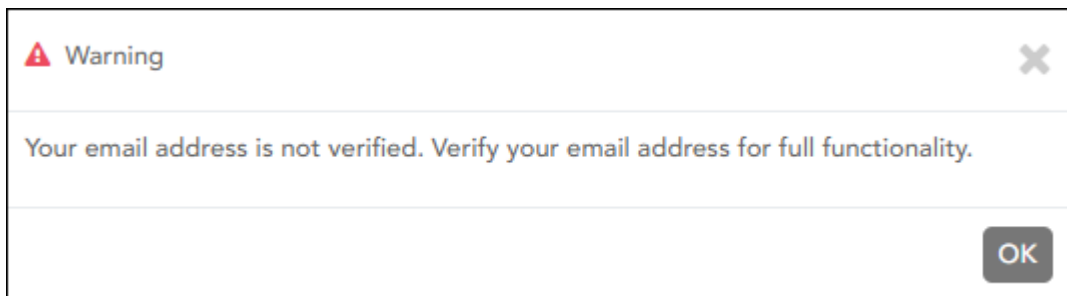 Warning
Your email address is not verified. Verify your email address for full functionality.
OK